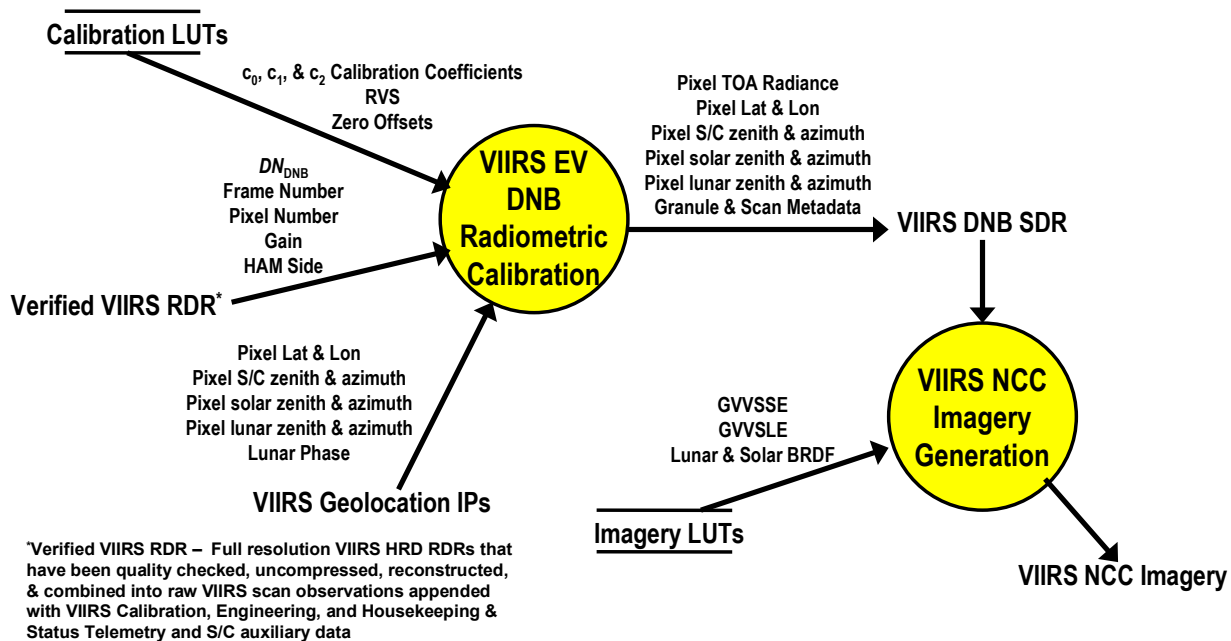 Calibration LUTs
c0, c1, & c2 Calibration Coefficients
RVS
Zero Offsets
DNDNB
Frame Number
Pixel Number
Gain
HAM Side
Verified VIIRS RDR*
Pixel Lat & Lon
Pixel S/C zenith & azimuth
Pixel solar zenith & azimuth
Pixel lunar zenith & azimuth
Lunar Phase
VIIRS Geolocation IPs
VIIRS EV
DNB
Radiometric
Calibration
Pixel TOA Radiance
Pixel Lat & Lon
Pixel S/C zenith & azimuth
Pixel solar zenith & azimuth
Pixel lunar zenith & azimuth
Granule & Scan Metadata
VIIRS DNB SDR
GVVSSE
GVVSLE
Lunar & Solar BRDF
Imagery LUTs
VIIRS NCC
Imagery
Generation
VIIRS NCC Imagery
*Verified VIIRS RDR – Full resolution VIIRS HRD RDRs that
have been quality checked, uncompressed, reconstructed,
& combined into raw VIIRS scan observations appended
with VIIRS Calibration, Engineering, and Housekeeping &
Status Telemetry and S/C auxiliary data